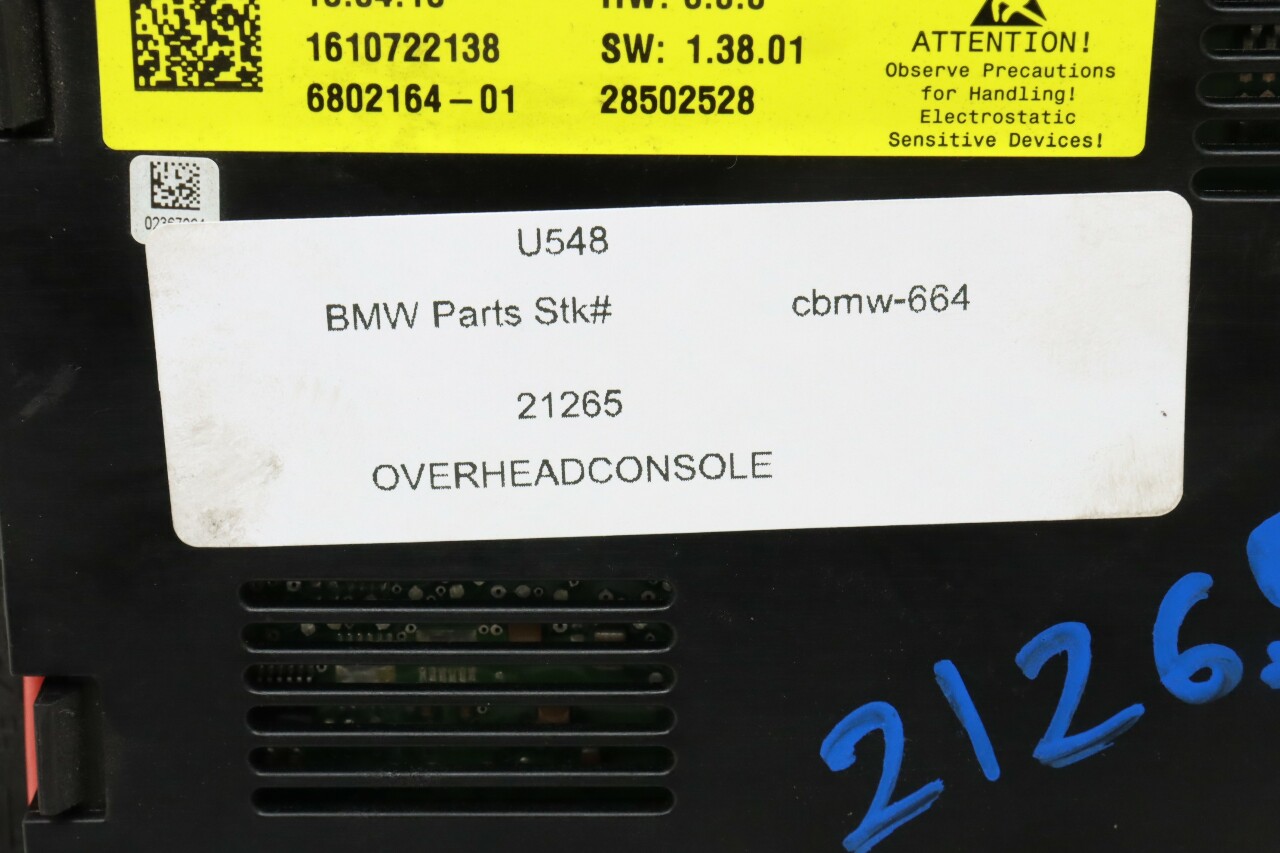 1610722138
SW: 1.38.01
6802164-01
28502528
ATTENTION!
Observe Precautions
for Handling!
Electrostatic
Sensitive Devices!
U548
BMW Parts Stk#
cbmw-664
21265
OVERHEADCONSOLE
2126